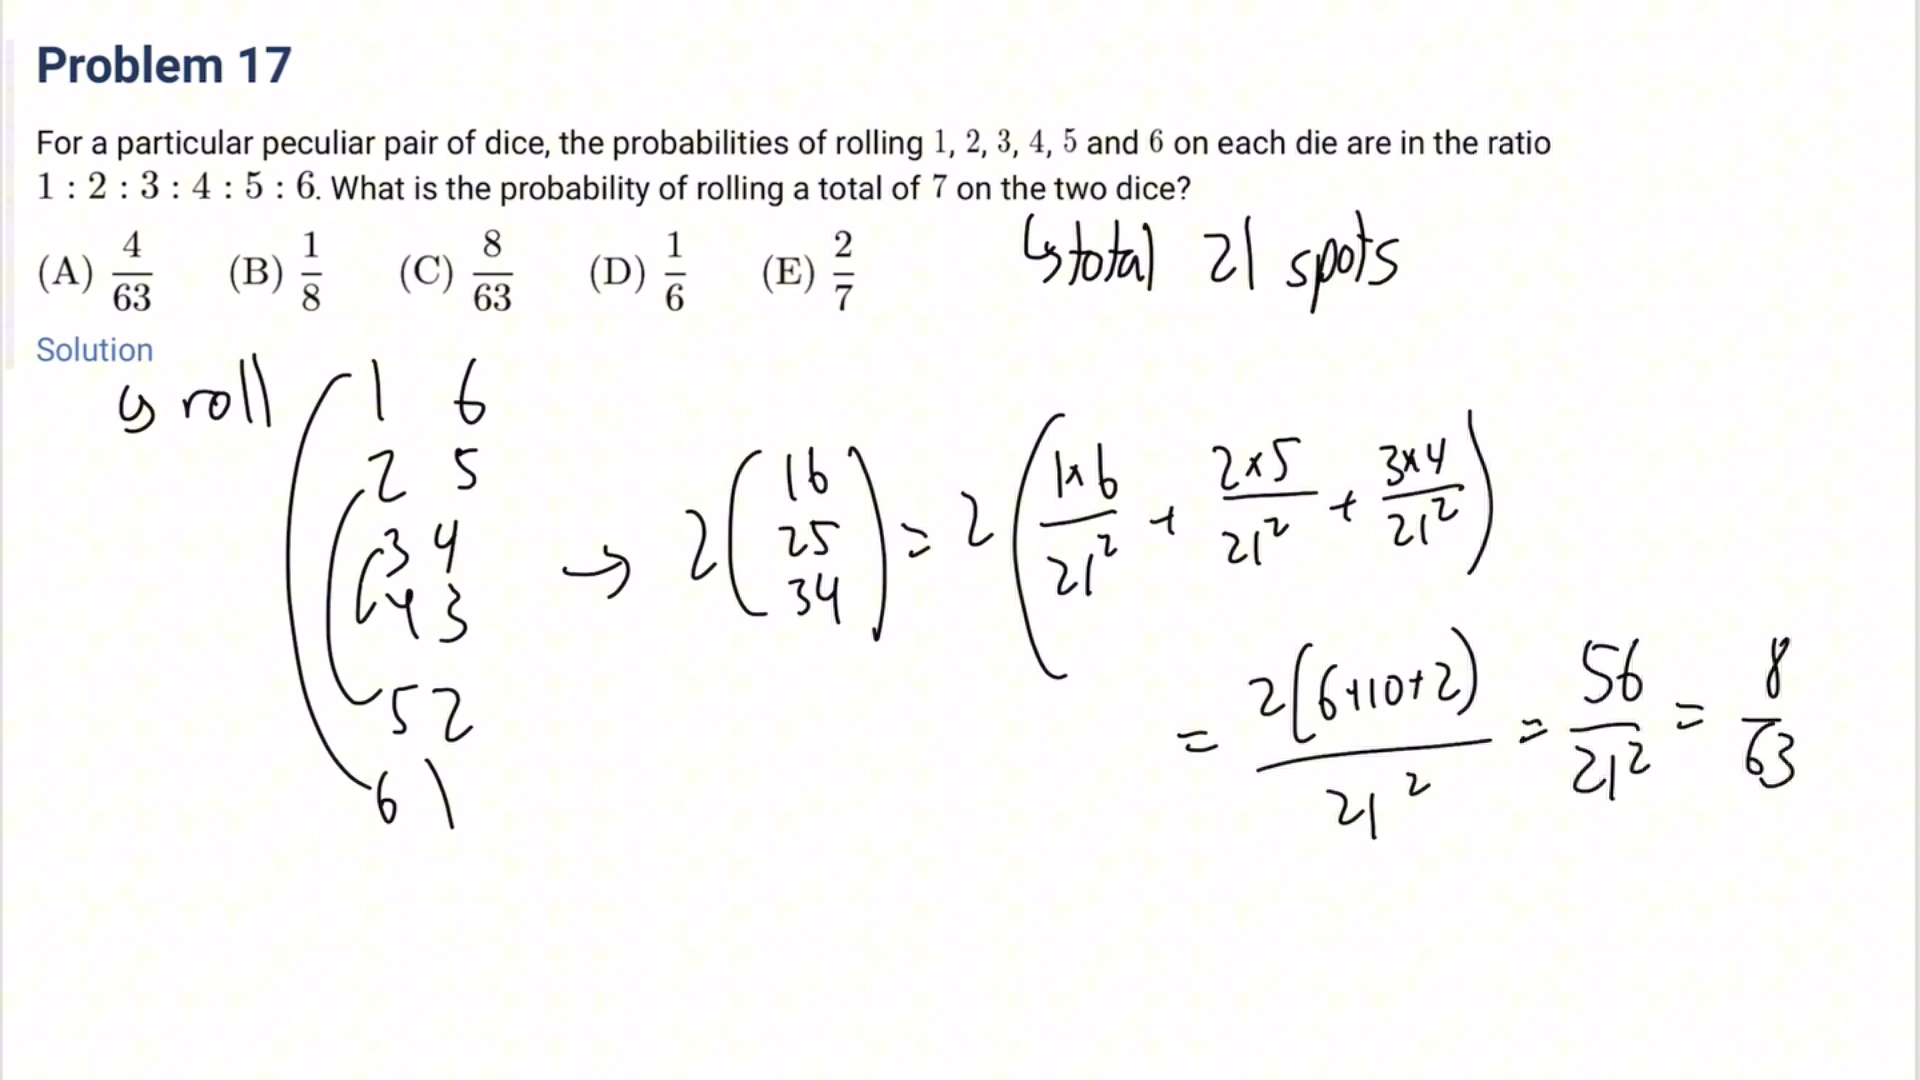 Problem 17
For a particular peculiar pair of dice, the probabilities of rolling 1, 2, 3, 4, 5 and 6 on each die are in the ratio
1 : 2 : 3 : 4 : 5 : 6. What is the probability of rolling a total of 7 on the two dice?
↳ total 21 spots
(A) 4/63 (B) 1/8 (C) 8/63 (D) 1/6 (E) 2/7
Solution
↳ roll 1 6
2 5
3 4
4 3
5 2
6 1
→ 2(16
25
34) = 2(1×6/21² + 2×5/21² + 3×4/21²)
= 2(6+10+2)/21² = 56/21² = 8/63